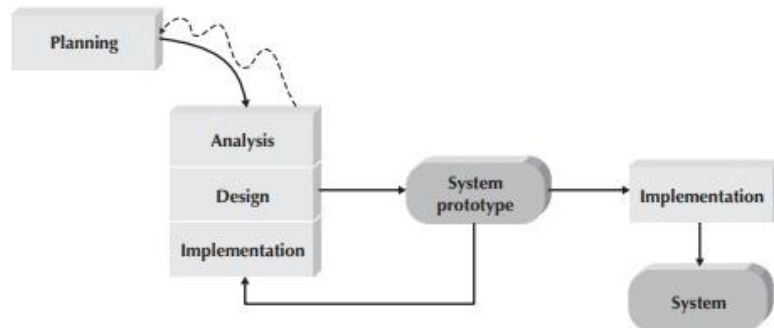 Planning
Analysis
Design
Implementation
System
prototype
Implementation
System